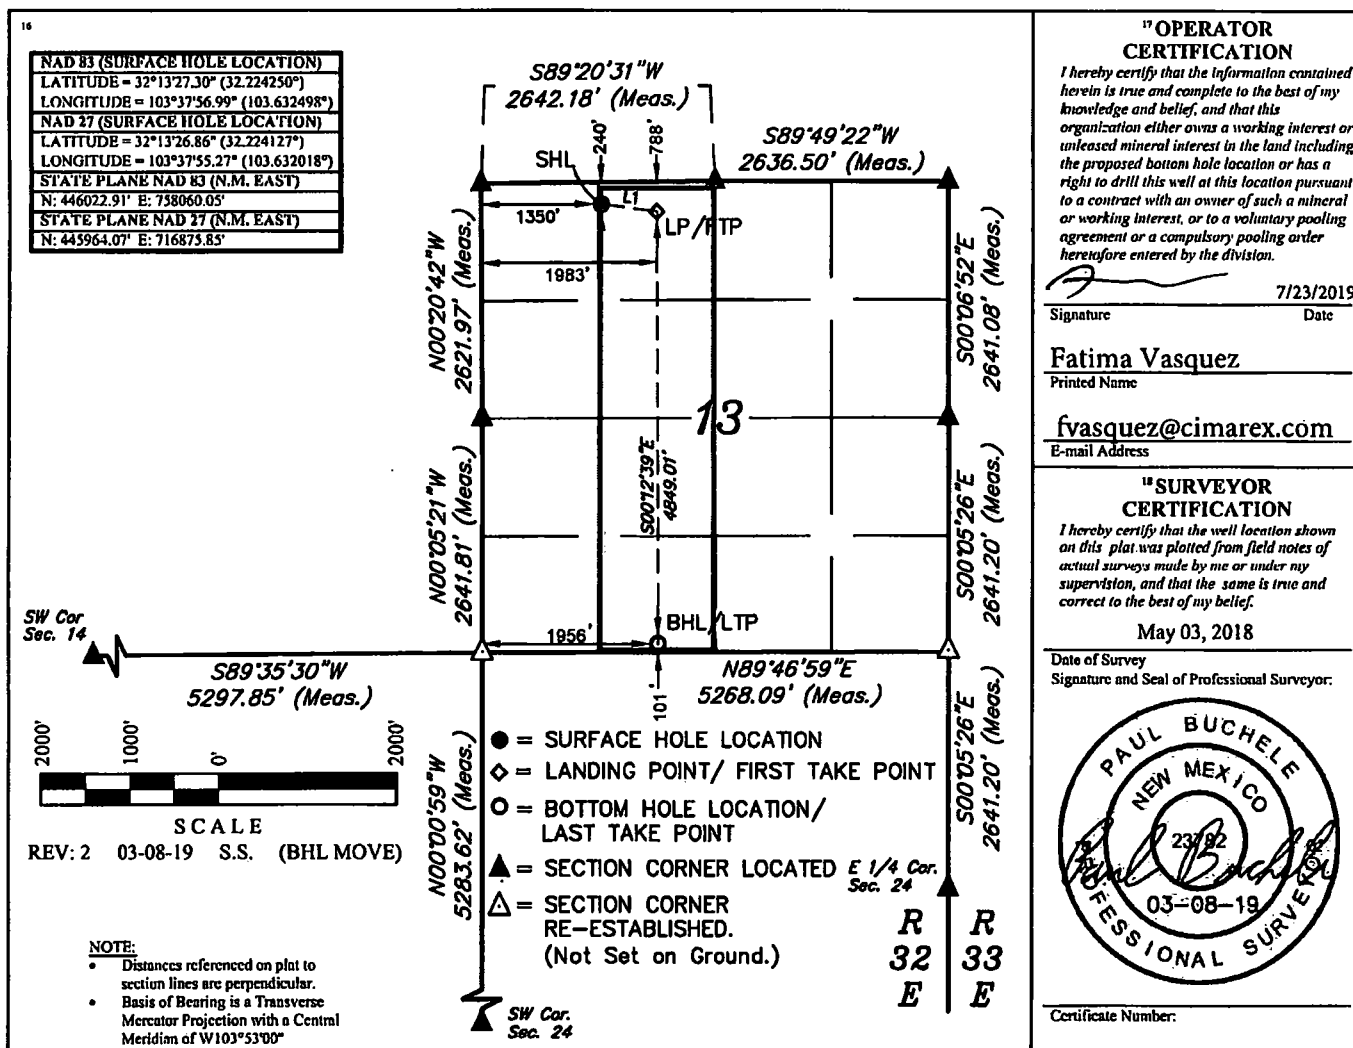 16
NAD 83 (SURFACE HOLE LOCATION)
LATITUDE = 32°13'27.30" (32.224250°)
LONGITUDE = 103°37'56.99" (103.632498°)
NAD 27 (SURFACE HOLE LOCATION)
LATITUDE = 32°13'26.86" (32.224127°)
LONGITUDE = 103°37'55.27" (103.632018°)
STATE PLANE NAD 83 (N.M. EAST)
N: 446022.91' E: 758060.05'
STATE PLANE NAD 27 (N.M. EAST)
N: 445964.07' E: 716875.85'
S89°20'31"W
2642.18' (Meas.)
S89°49'22"W
2636.50' (Meas.)
240'
788'
SHL
L1
1350'
LP/FTP
1983'
N00°20'42"W
2621.97' (Meas.)
S00°06'52"E
2641.08' (Meas.)
13
S00°12'39"E
4849.01'
N00°05'21"W
2641.81' (Meas.)
S00°05'26"E
2641.20' (Meas.)
SW Cor
Sec. 14
1956'
BHL/LTP
S89°35'30"W
5297.85' (Meas.)
N89°46'59"E
5268.09' (Meas.)
101'
2000'
1000'
0'
2000'
SCALE
REV: 2 03-08-19 S.S. (BHL MOVE)
N00°00'59"W
5283.62' (Meas.)
S00°05'26"E
2641.20' (Meas.)
= SURFACE HOLE LOCATION
= LANDING POINT/ FIRST TAKE POINT
= BOTTOM HOLE LOCATION/
LAST TAKE POINT
= SECTION CORNER LOCATED
E 1/4 Cor.
Sec. 24
= SECTION CORNER
RE-ESTABLISHED.
(Not Set on Ground.)
R R
32 33
E E
NOTE:
• Distances referenced on plat to
section lines are perpendicular.
• Basis of Bearing is a Transverse
Mercator Projection with a Central
Meridian of W103°53'00"
SW Cor.
Sec. 24
17 OPERATOR
CERTIFICATION
I hereby certify that the information contained
herein is true and complete to the best of my
knowledge and belief, and that this
organization either owns a working interest or
unleased mineral interest in the land including
the proposed bottom hole location or has a
right to drill this well at this location pursuant
to a contract with an owner of such a mineral
or working interest, or to a voluntary pooling
agreement or a compulsory pooling order
heretofore entered by the division.
7/23/2019
Signature Date
Fatima Vasquez
Printed Name
fvasquez@cimarex.com
E-mail Address
18 SURVEYOR
CERTIFICATION
I hereby certify that the well location shown
on this plat was plotted from field notes of
actual surveys made by me or under my
supervision, and that the same is true and
correct to the best of my belief.
May 03, 2018
Date of Survey
Signature and Seal of Professional Surveyor:
PAUL BUCHELE
NEW MEXICO
23782
Paul Buchele
03-08-19
PROFESSIONAL SURVEYOR
Certificate Number: